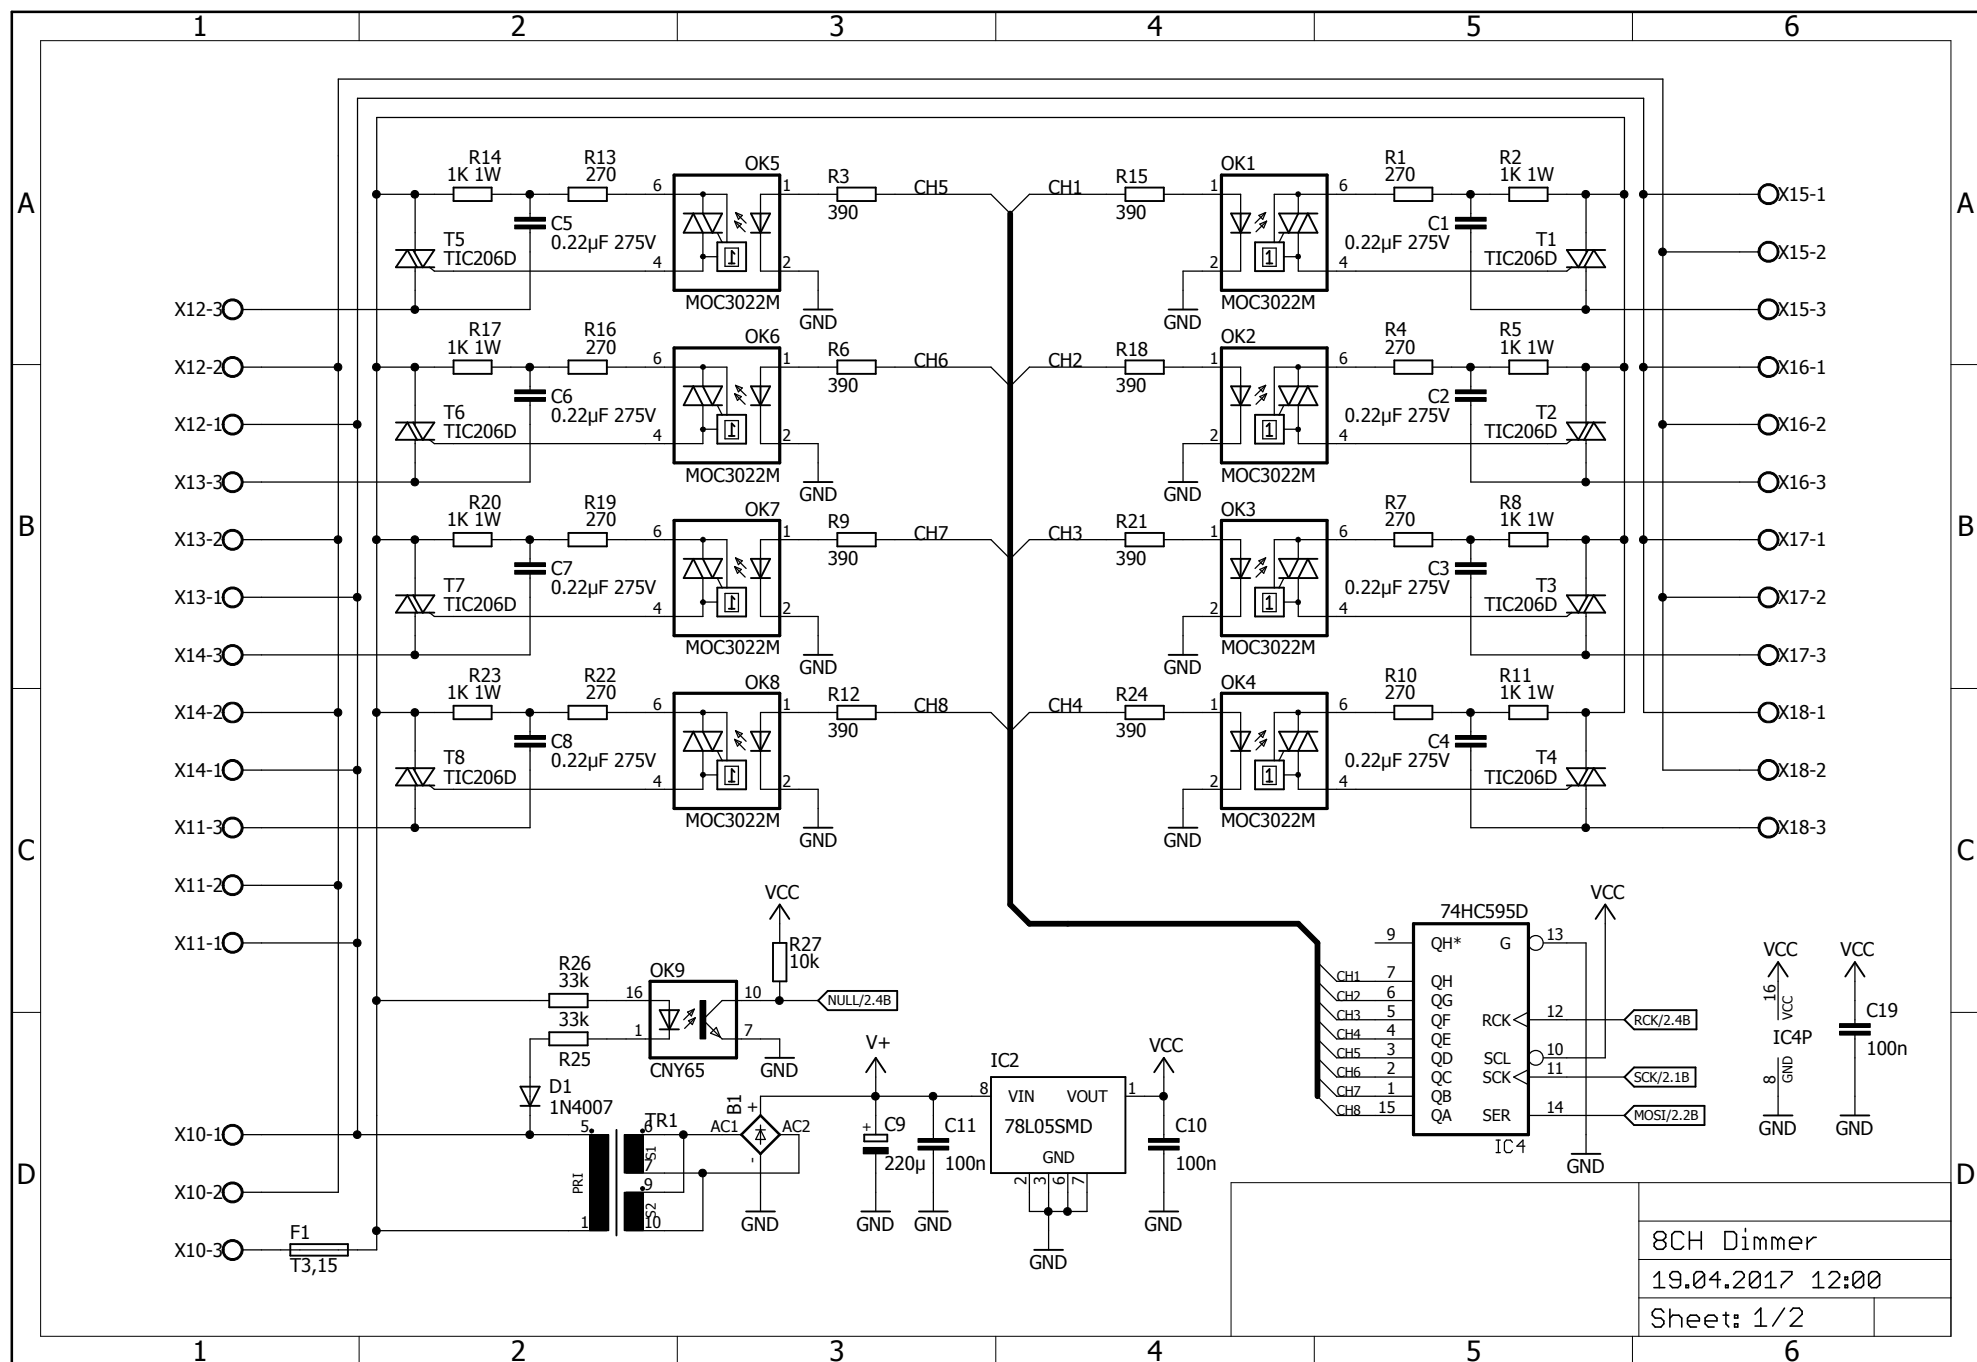 1 2 3 4 5 6
A A
R14 R13 OK5 R3 CH5 CH1 R15 OK1 R1 R2
1K 1W 270 6 1 390 390 1 6 270 1K 1W X15-1
C5 C1
0.22µF 275V 0.22µF 275V
T5 T1 X15-2
TIC206D 4 2 2 4 TIC206D
MOC3022M GND GND MOC3022M
X12-3 X15-3
R17 R16 OK6 R6 CH6 CH2 R18 OK2 R4 R5
1K 1W 270 6 1 390 390 1 6 270 1K 1W
X12-2 X16-1
C6 C2
0.22µF 275V 0.22µF 275V
T6 T2
X12-1 X16-2
TIC206D 4 2 2 4 TIC206D
MOC3022M GND GND MOC3022M
X13-3 X16-3
B B
R20 R19 OK7 R9 CH7 CH3 R21 OK3 R7 R8
1K 1W 270 6 1 390 390 1 6 270 1K 1W
X13-2 X17-1
C7 C3
0.22µF 275V 0.22µF 275V
T7 T3
X13-1 X17-2
TIC206D 4 2 2 4 TIC206D
MOC3022M GND GND MOC3022M
X14-3 X17-3
R23 R22 OK8 R12 CH8 CH4 R24 OK4 R10 R11
1K 1W 270 6 1 390 390 1 6 270 1K 1W
X14-2 X18-1
C8 C4
0.22µF 275V 0.22µF 275V
T8 T4
X14-1 X18-2
TIC206D 4 2 2 4 TIC206D
MOC3022M GND GND MOC3022M
X11-3 X18-3
C C
X11-2
X11-1
VCC
R27
10k
R26
33k
OK9
16 10
NULL/2.4B
33k
1 7
R25
CNY65 GND
D1
1N4007
X10-1
X10-2
X10-3
F1
T3,15
TR1
5 6
S1
7
PRI
9
S2
1 10
B1
AC1 + AC2
-
GND
V+
+ C9
220µ
GND
C11
100n
GND
IC2
8 VIN VOUT 1
78L05SMD
GND
2 3 6 7
GND
VCC
C10
100n
GND
74HC595D
VCC
9 QH* G 13
CH1 7 QH
CH2 6 QG
CH3 5 QF RCK 12 RCK/2.4B
CH4 4 QE
CH5 3 QD SCL 10
CH6 2 QC SCK 11 SCK/2.1B
CH7 1 QB
CH8 15 QA SER 14 MOSI/2.2B
IC4
GND
VCC VCC
16 VCC
IC4P
8 GND
GND
C19
100n
GND
D D
8CH Dimmer
19.04.2017 12:00
Sheet: 1/2
1 2 3 4 5 6